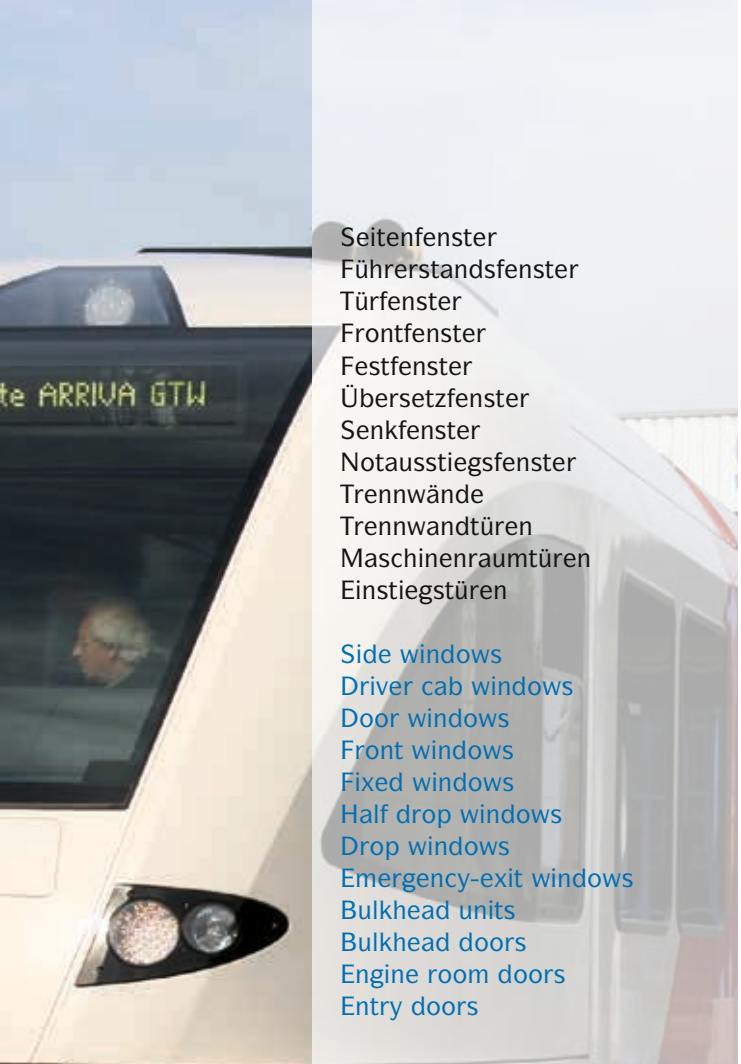 te ARRIVA GTW
Seitenfenster
Führerstandsfenster
Türfenster
Frontfenster
Festfenster
Übersetzfenster
Senkfenster
Notausstiegsfenster
Trennwände
Trennwandtüren
Maschinenraumtüren
Einstiegstüren
Side windows
Driver cab windows
Door windows
Front windows
Fixed windows
Half drop windows
Drop windows
Emergency-exit windows
Bulkhead units
Bulkhead doors
Engine room doors
Entry doors